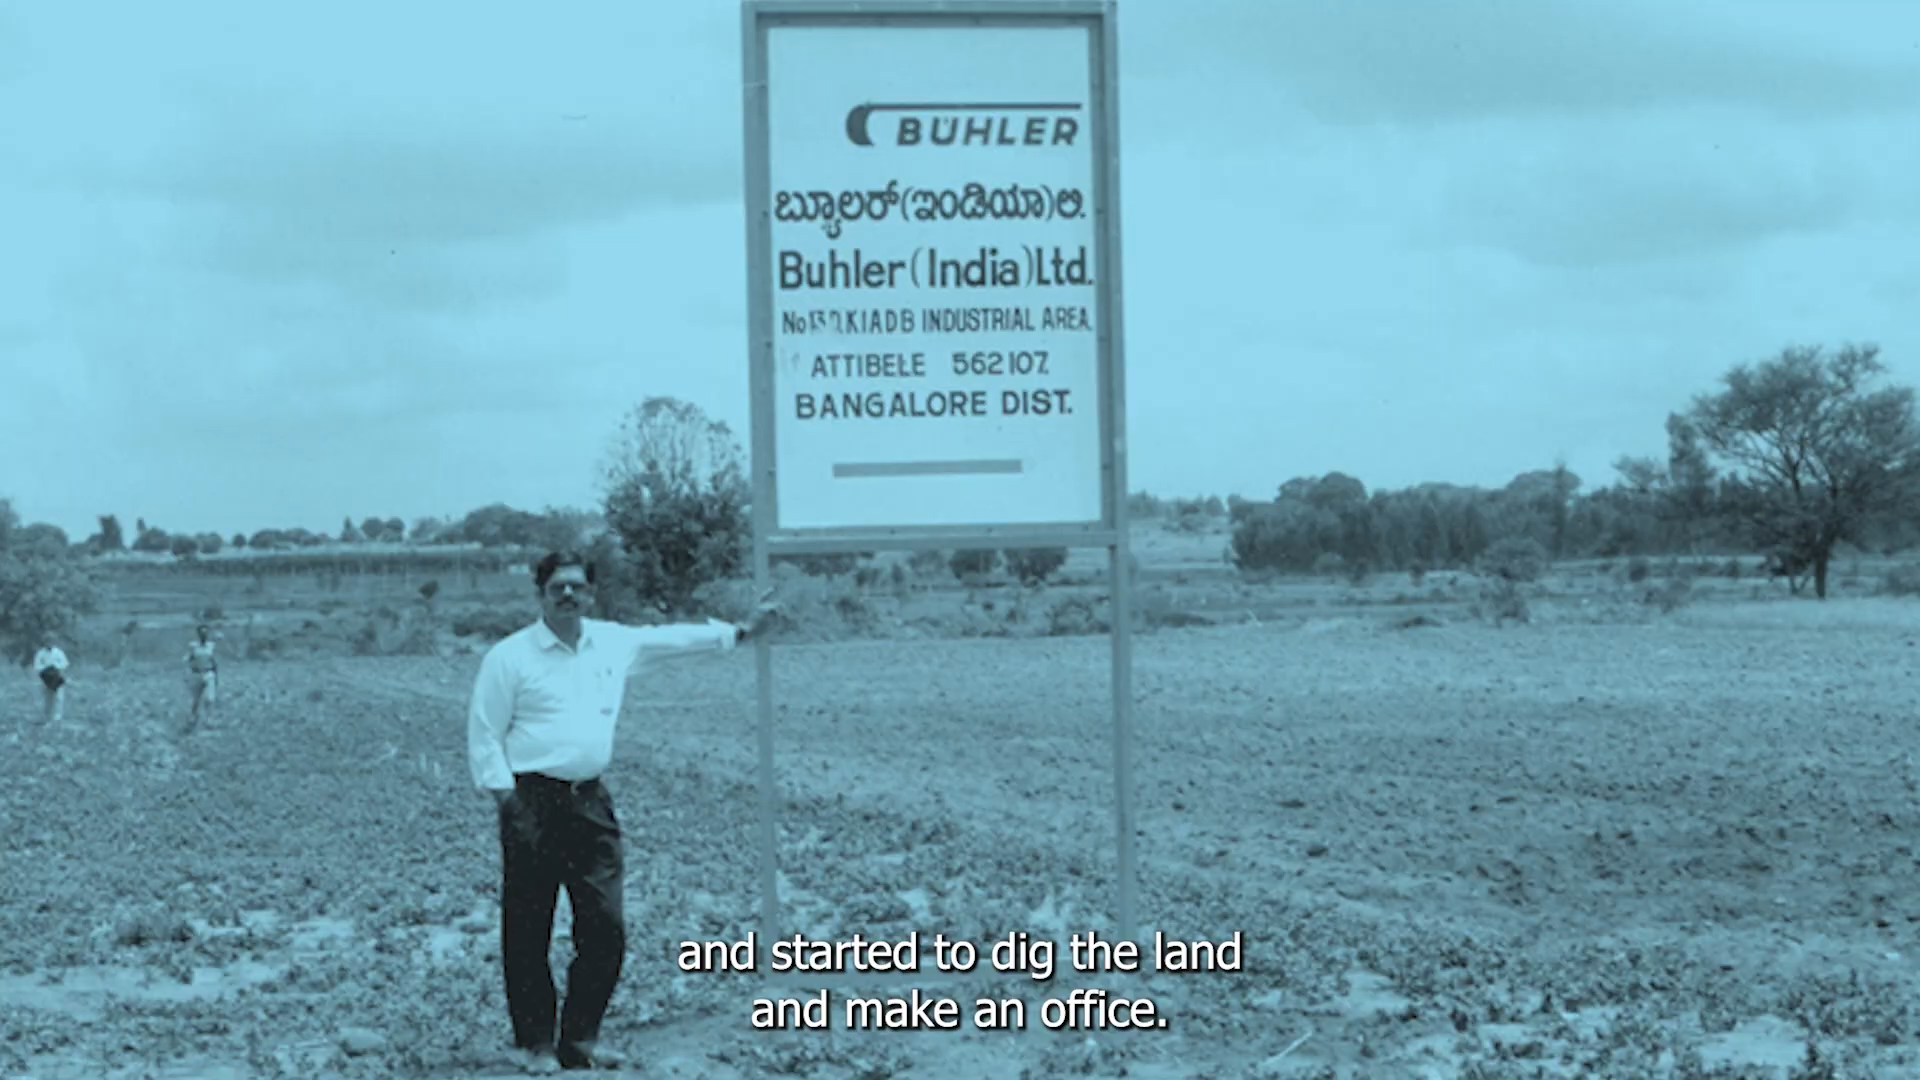 BÜHLER
ಬ್ಯೂಲರ್(ಇಂಡಿಯಾ)ಲಿ.
Buhler(India)Ltd.
KIADB INDUSTRIAL AREA,
ATTIBELE 562107.
BANGALORE DIST.
and started to dig the land
and make an office.